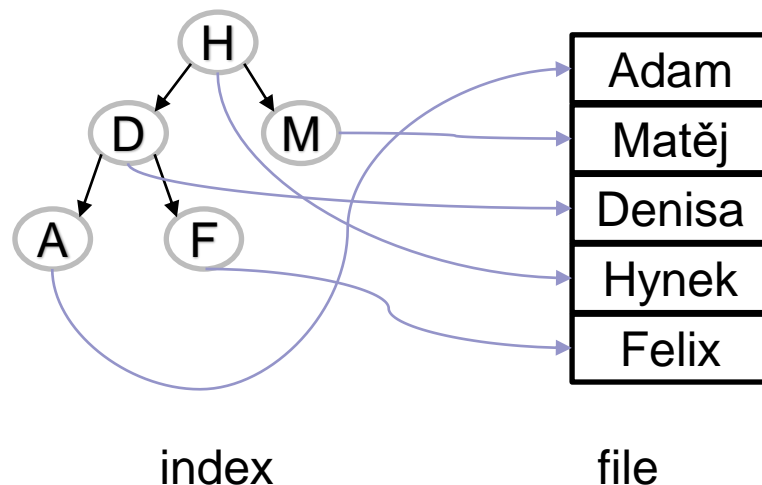 H
D
M
A
F
Adam
Matěj
Denisa
Hynek
Felix
index
file